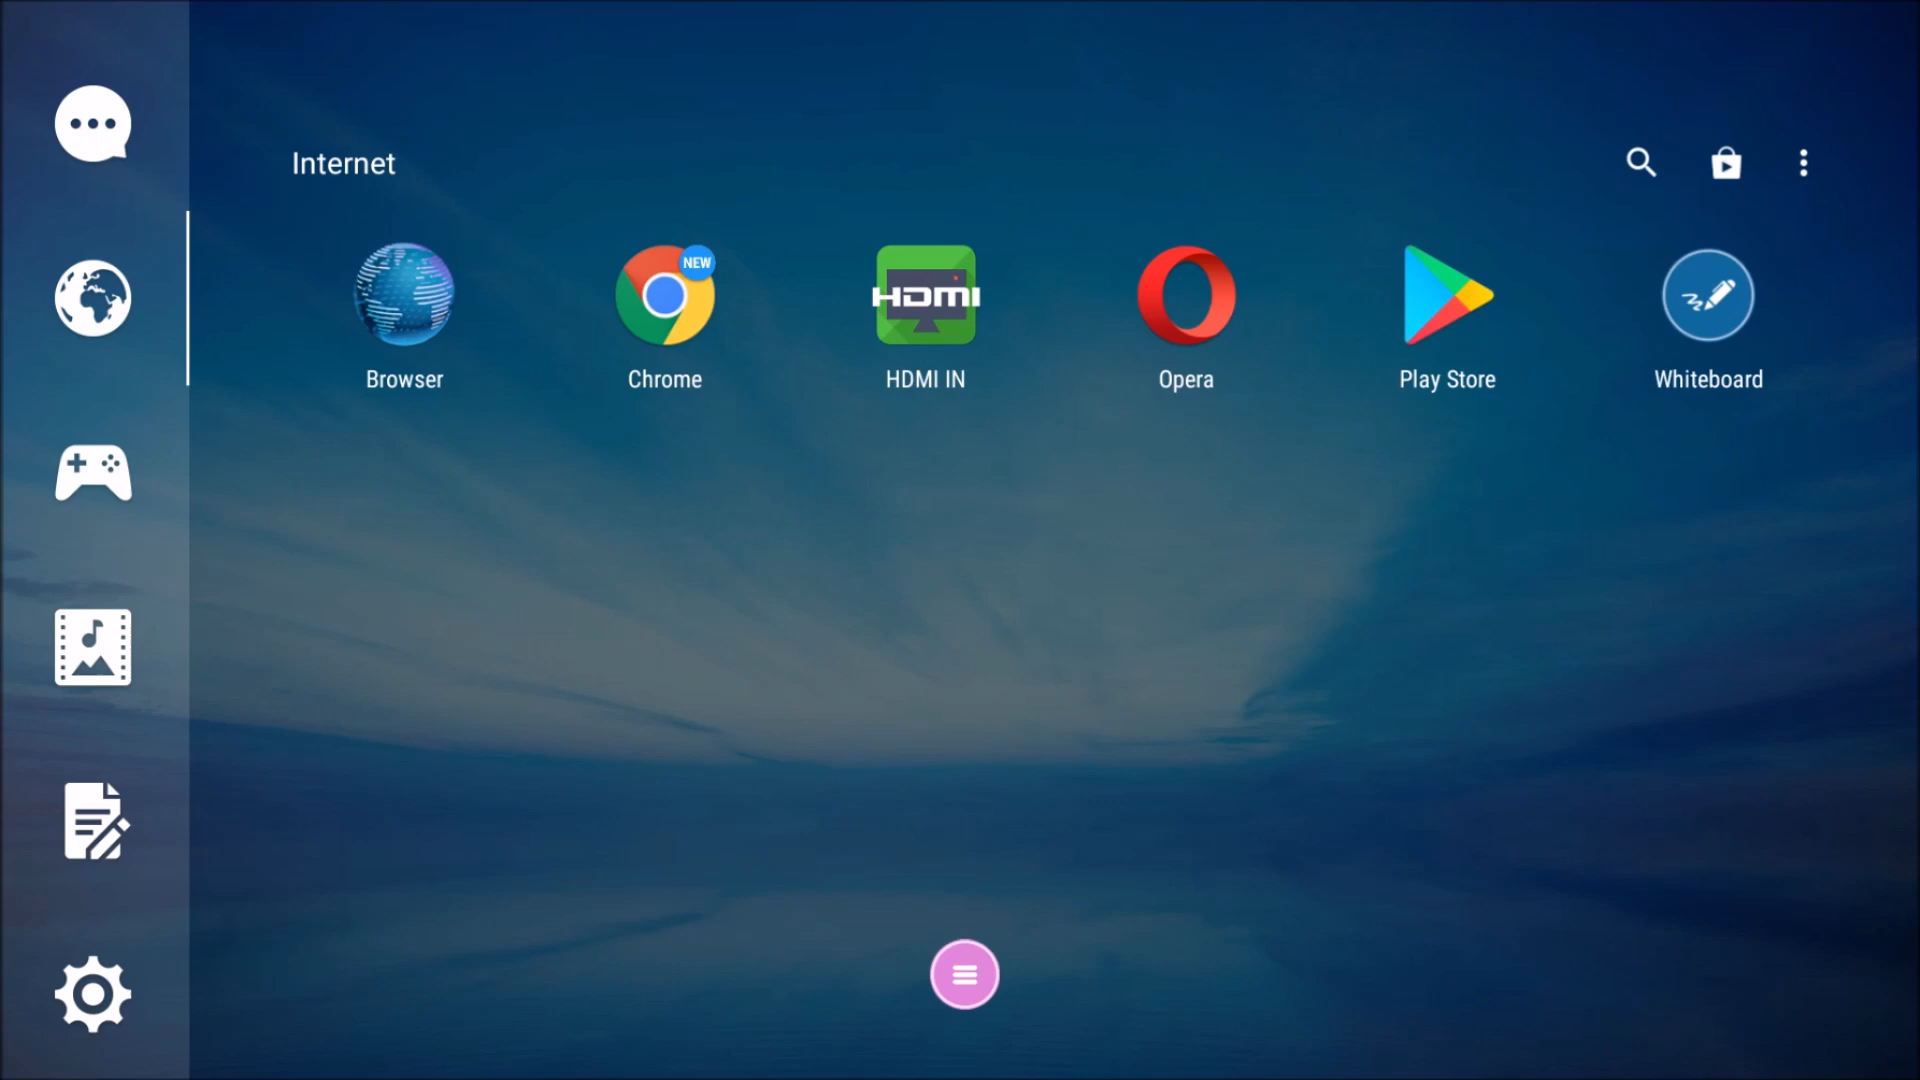 Internet
NEW
HDMI
Browser
Chrome
HDMI IN
Opera
Play Store
Whiteboard